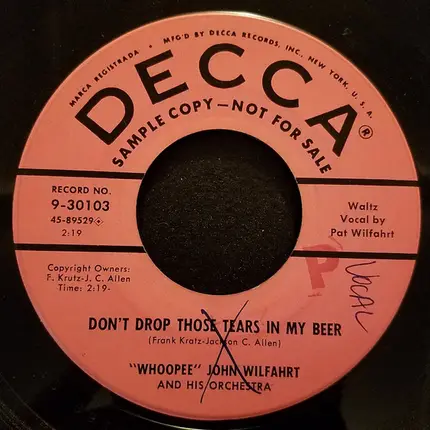 MARCA REGISTRADA • MF'D BY DECCA RECORDS, INC., NEW YORK, U. S. A.
DECCA®
SAMPLE COPY—NOT FOR SALE
RECORD NO.
9-30103
45-89529
2:19
Waltz
Vocal by
Pat Wilfahrt
Copyright Owners:
F. Krutz-J. C. Allen
Time: 2:19-
P
VOCAL
DON'T DROP THOSE TEARS IN MY BEER
(Frank Kratz-Jackson C. Allen)
"WHOOPEE" JOHN WILFAHRT
AND HIS ORCHESTRA